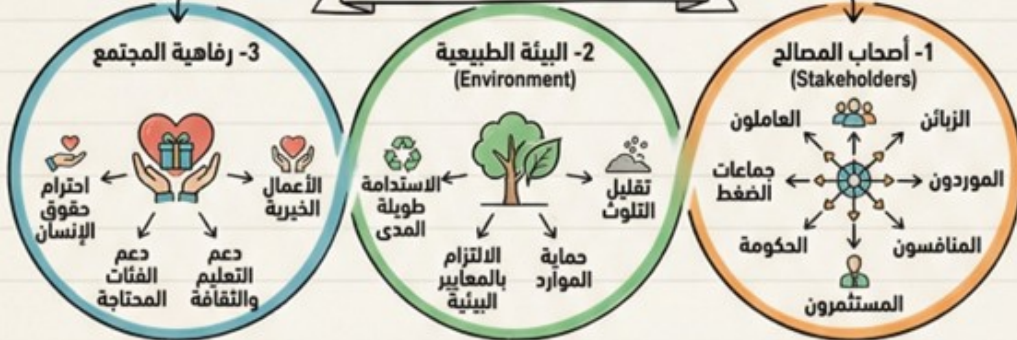 1- أصحاب المصالح
(Stakeholders)
الزبائن
العاملون
الموردون
جماعات
الضغط
المنافسون
الحكومة
المستثمرون
2- البيئة الطبيعية
(Environment)
تقليل
التلوث
حماية
الموارد
الالتزام
بالمعايير
البيئية
الاستدامة
طويلة
المدى
3- رفاهية المجتمع
الأعمال
الخيرية
دعم
التعليم
والثقافة
دعم
الفئات
المحتاجة
احترام
حقوق
الإنسان